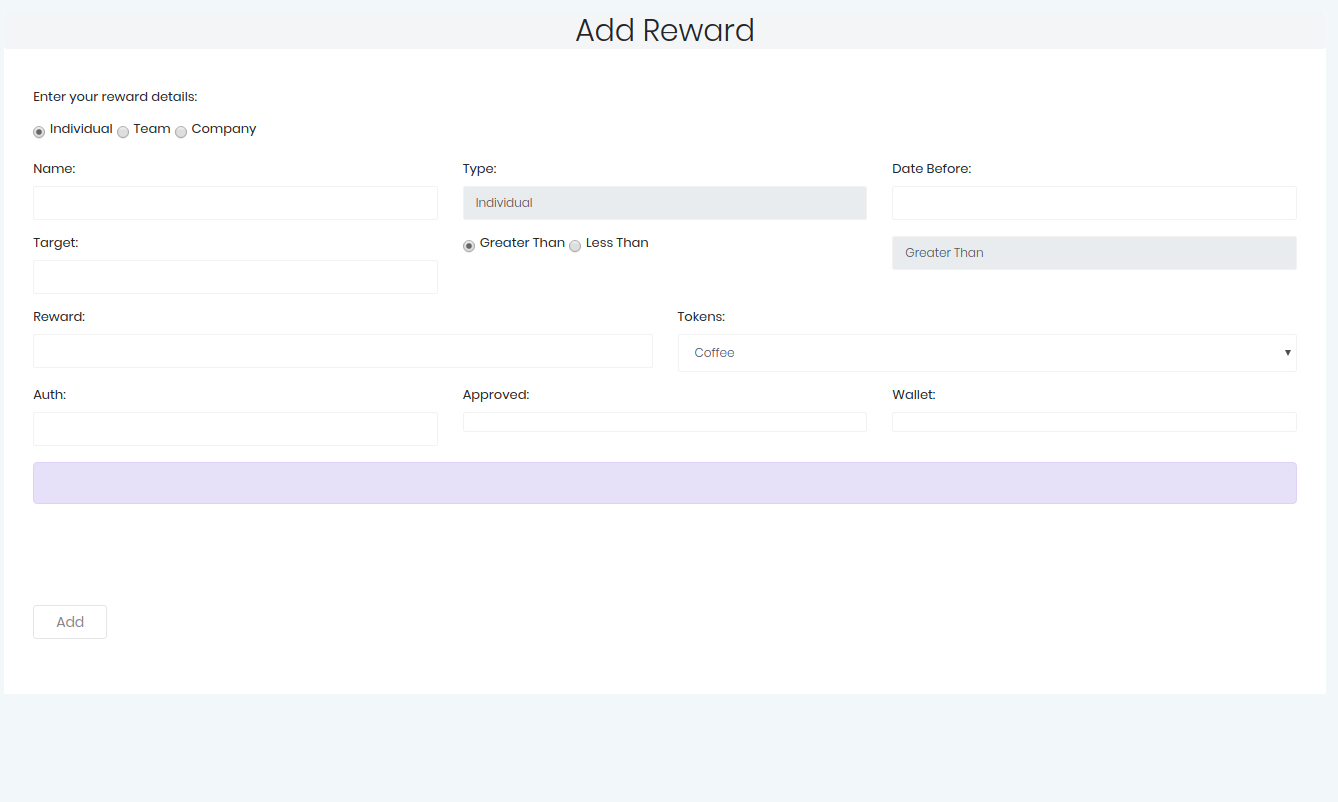 Add Reward
Enter your reward details:
Individual Team Company
Name: Type: Date Before:
Individual
Target: Greater Than Less Than
Greater Than
Reward: Tokens:
Coffee
Auth: Approved: Wallet:
Add